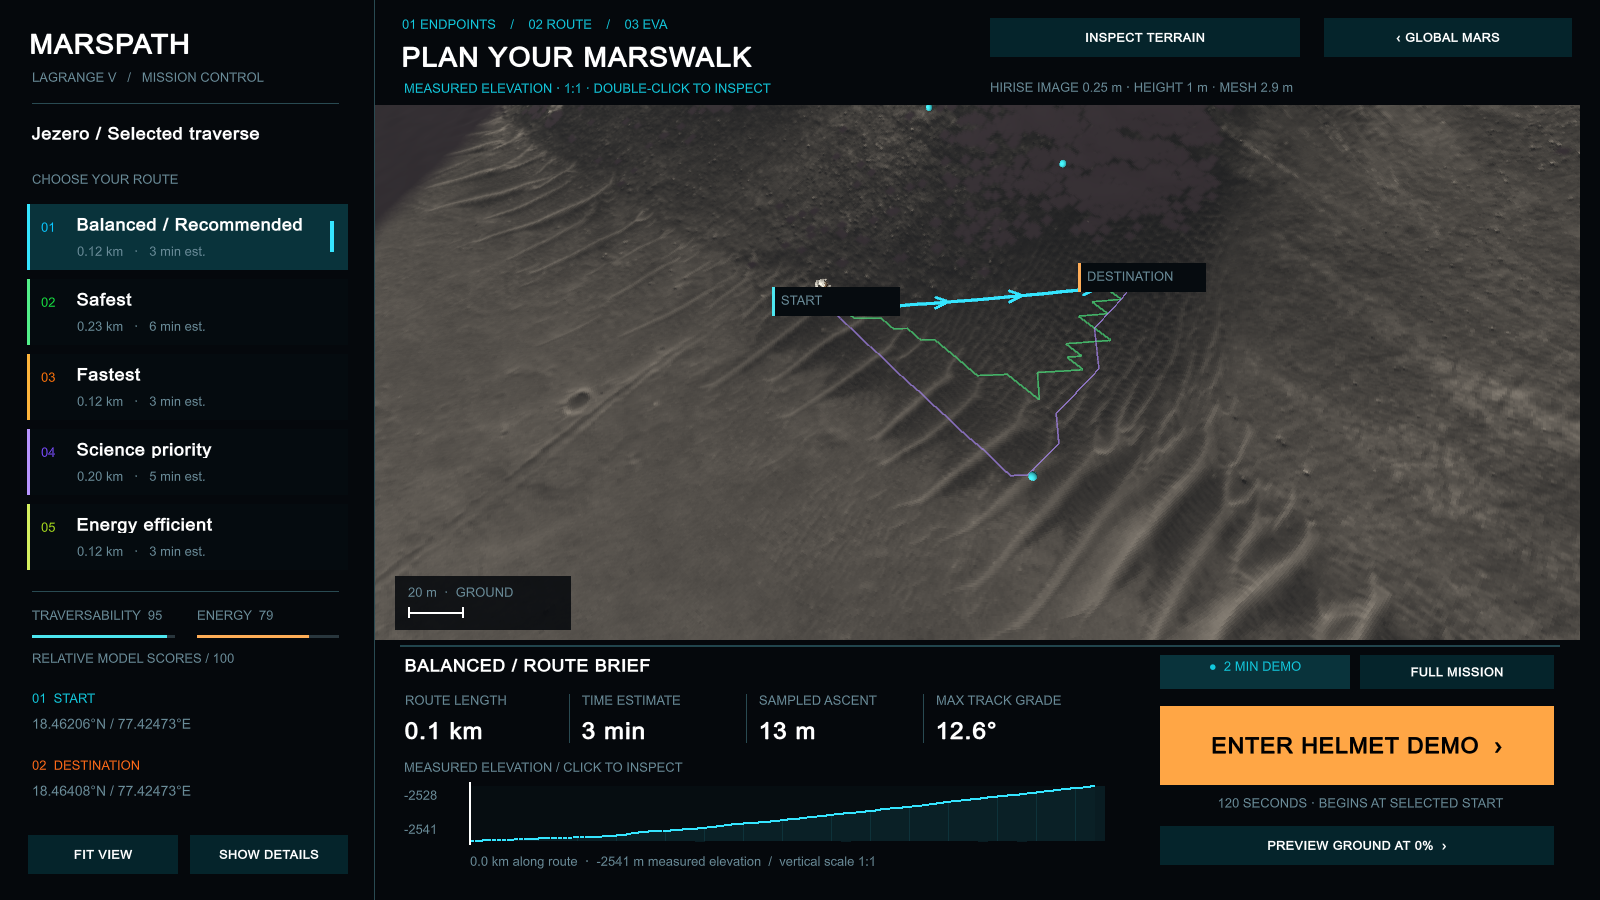 MARSPATH
LAGRANGE V / MISSION CONTROL
Jezero / Selected traverse
CHOOSE YOUR ROUTE
01 Balanced / Recommended
0.12 km · 3 min est.
02 Safest
0.23 km · 6 min est.
03 Fastest
0.12 km · 3 min est.
04 Science priority
0.20 km · 5 min est.
05 Energy efficient
0.12 km · 3 min est.
TRAVERSABILITY 95 ENERGY 79
RELATIVE MODEL SCORES / 100
01 START
18.46206°N / 77.42473°E
02 DESTINATION
18.46408°N / 77.42473°E
FIT VIEW SHOW DETAILS
01 ENDPOINTS / 02 ROUTE / 03 EVA
PLAN YOUR MARSWALK
MEASURED ELEVATION · 1:1 · DOUBLE-CLICK TO INSPECT
INSPECT TERRAIN ‹ GLOBAL MARS
HIRISE IMAGE 0.25 m · HEIGHT 1 m · MESH 2.9 m
DESTINATION
START
20 m · GROUND
BALANCED / ROUTE BRIEF
ROUTE LENGTH TIME ESTIMATE SAMPLED ASCENT MAX TRACK GRADE
0.1 km 3 min 13 m 12.6°
MEASURED ELEVATION / CLICK TO INSPECT
-2528
-2541
0.0 km along route · -2541 m measured elevation / vertical scale 1:1
● 2 MIN DEMO FULL MISSION
ENTER HELMET DEMO ›
120 SECONDS · BEGINS AT SELECTED START
PREVIEW GROUND AT 0% ›